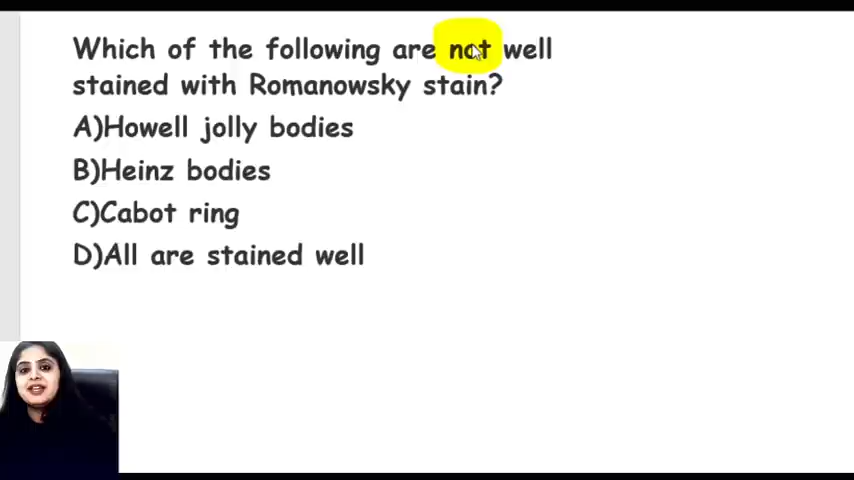 Which of the following are not well
stained with Romanowsky stain?
A)Howell jolly bodies
B)Heinz bodies
C)Cabot ring
D)All are stained well